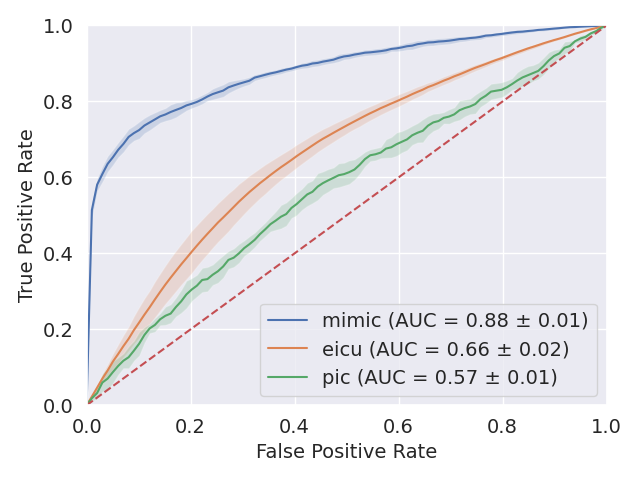 True Positive Rate
1.0
0.8
0.6
0.4
0.2
0.0
mimic (AUC = 0.88 ± 0.01)
eicu (AUC = 0.66 ± 0.02)
pic (AUC = 0.57 ± 0.01)
0.0 0.2 0.4 0.6 0.8 1.0
False Positive Rate